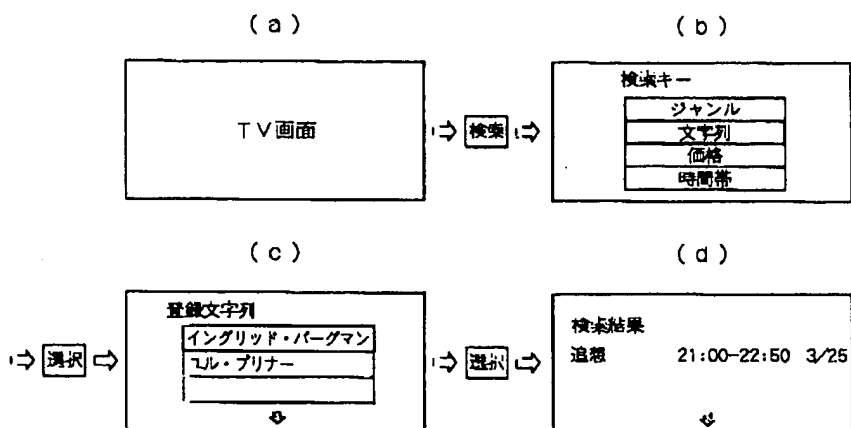 (a)
(b)
TV画面
検索
検索キー
ジャンル
文字列
価格
時間帯
(c)
(d)
選択
登録文字列
イングリッド・バーグマン
ユル・ブリナー
選択
検索結果
追想 21:00-22:50 3/25